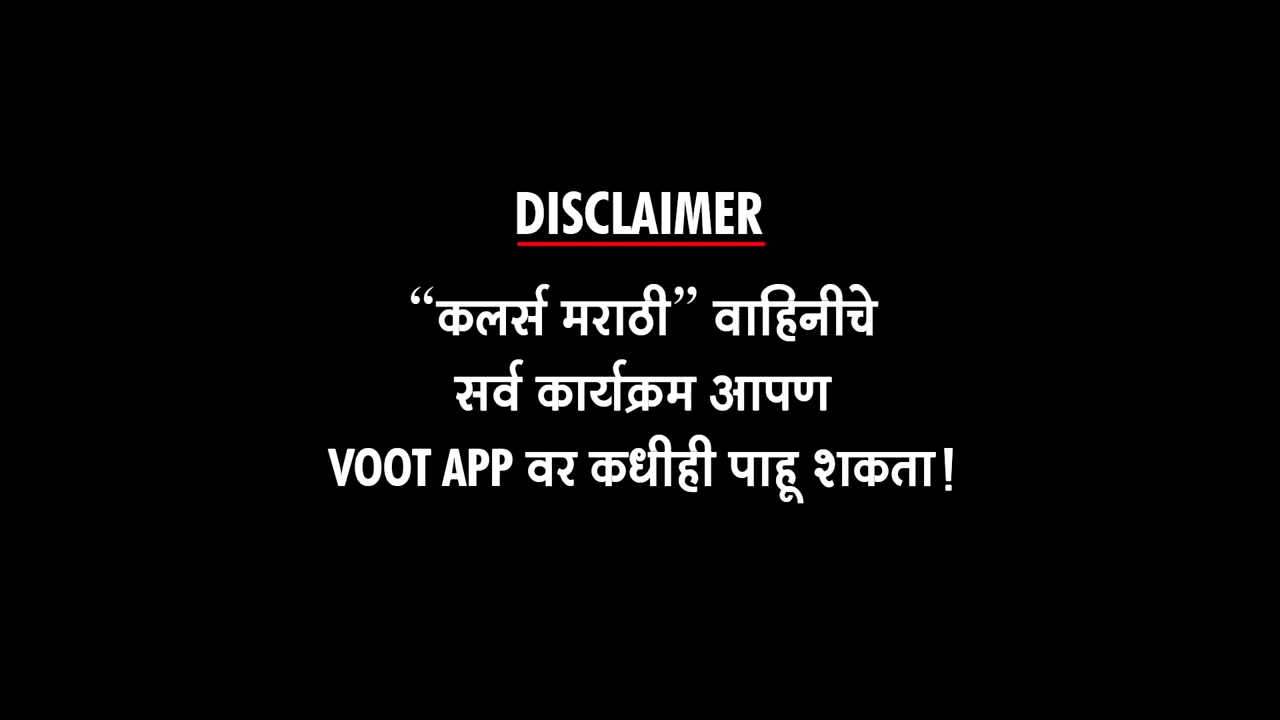 DISCLAIMER
“कलर्स मराठी” वाहिनीचे
सर्व कार्यक्रम आपण
VOOT APP वर कधीही पाहू शकता!